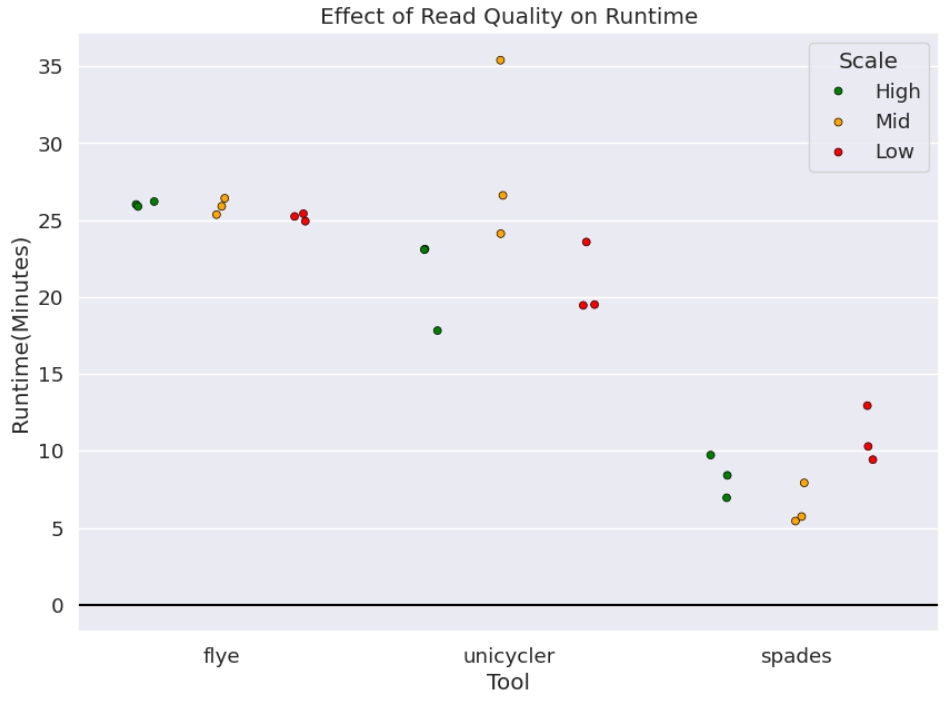 Effect of Read Quality on Runtime
Scale
High
Mid
Low
35
30
25
20
15
10
5
0
Runtime(Minutes)
flye
unicycler
spades
Tool